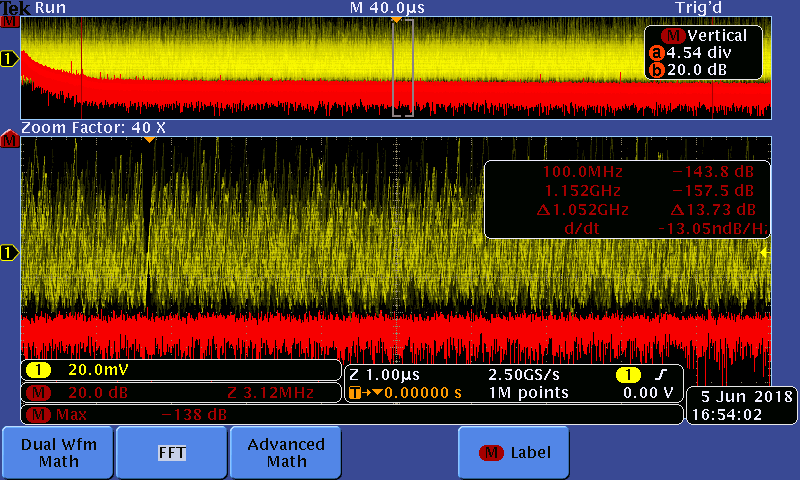 Tek Run M 40.0µs Trig'd
M
M Vertical
a 4.54 div
b 20.0 dB
1
Zoom Factor: 40 X
M
100.0MHz −143.8 dB
1.152GHz −157.5 dB
Δ1.052GHz Δ13.73 dB
d/dt -13.05ndB/H
1
1 20.0mV
Z 1.00µs 2.50GS/s 1 
M 20.0 dB Z 3.12MHz
T→▼0.00000 s 1M points 0.00 V
M Max −138 dB
5 Jun 2018
16:54:02
Dual Wfm
Math
FFT
Advanced
Math
M Label